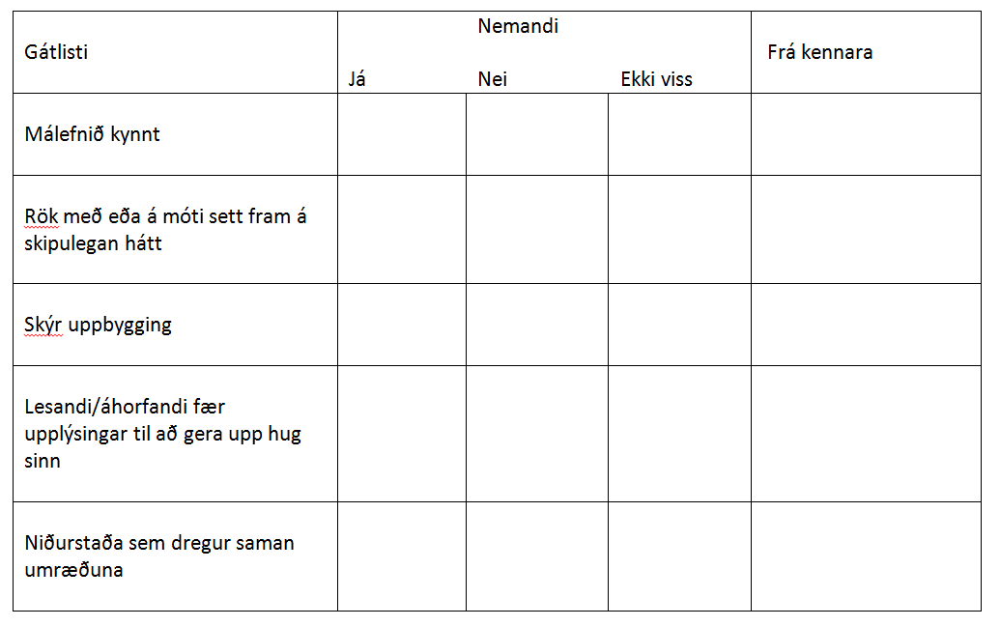 Gátlisti
Nemandi
Já Nei Ekki viss
Frá kennara
Málefnið kynnt
Rök með eða á móti sett fram á
skipulegan hátt
Skýr uppbygging
Lesandi/áhorfandi fær
upplýsingar til að gera upp hug
sinn
Niðurstaða sem dregur saman
umræðuna